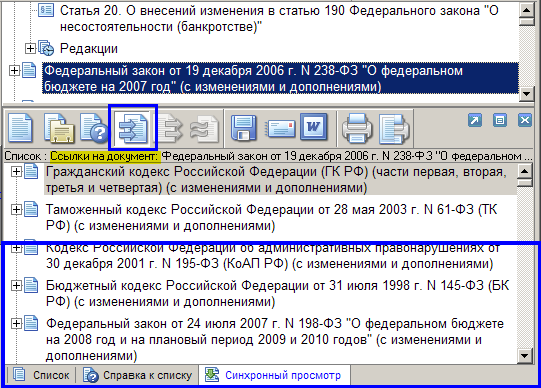 Статья 20. О внесении изменения в статью 190 Федерального закона "О
несостоятельности (банкротстве)"
Редакции
Федеральный закон от 19 декабря 2006 г. N 238-ФЗ "О федеральном
бюджете на 2007 год" (с изменениями и дополнениями)
Список : Ссылки на документ: Федеральный закон от 19 декабря 2006 г. N 238-ФЗ "О федеральном ...
Гражданский кодекс Российской Федерации (ГК РФ) (части первая, вторая,
третья и четвертая) (с изменениями и дополнениями)
Таможенный кодекс Российской Федерации от 28 мая 2003 г. N 61-ФЗ (ТК
РФ) (с изменениями и дополнениями)
Кодекс Российской Федерации об административных правонарушениях от
30 декабря 2001 г. N 195-ФЗ (КоАП РФ) (с изменениями и дополнениями)
Бюджетный кодекс Российской Федерации от 31 июля 1998 г. N 145-ФЗ (БК
РФ) (с изменениями и дополнениями)
Федеральный закон от 24 июля 2007 г. N 198-ФЗ "О федеральном бюджете
на 2008 год и на плановый период 2009 и 2010 годов" (с изменениями и
дополнениями)
Список Справка к списку Синхронный просмотр